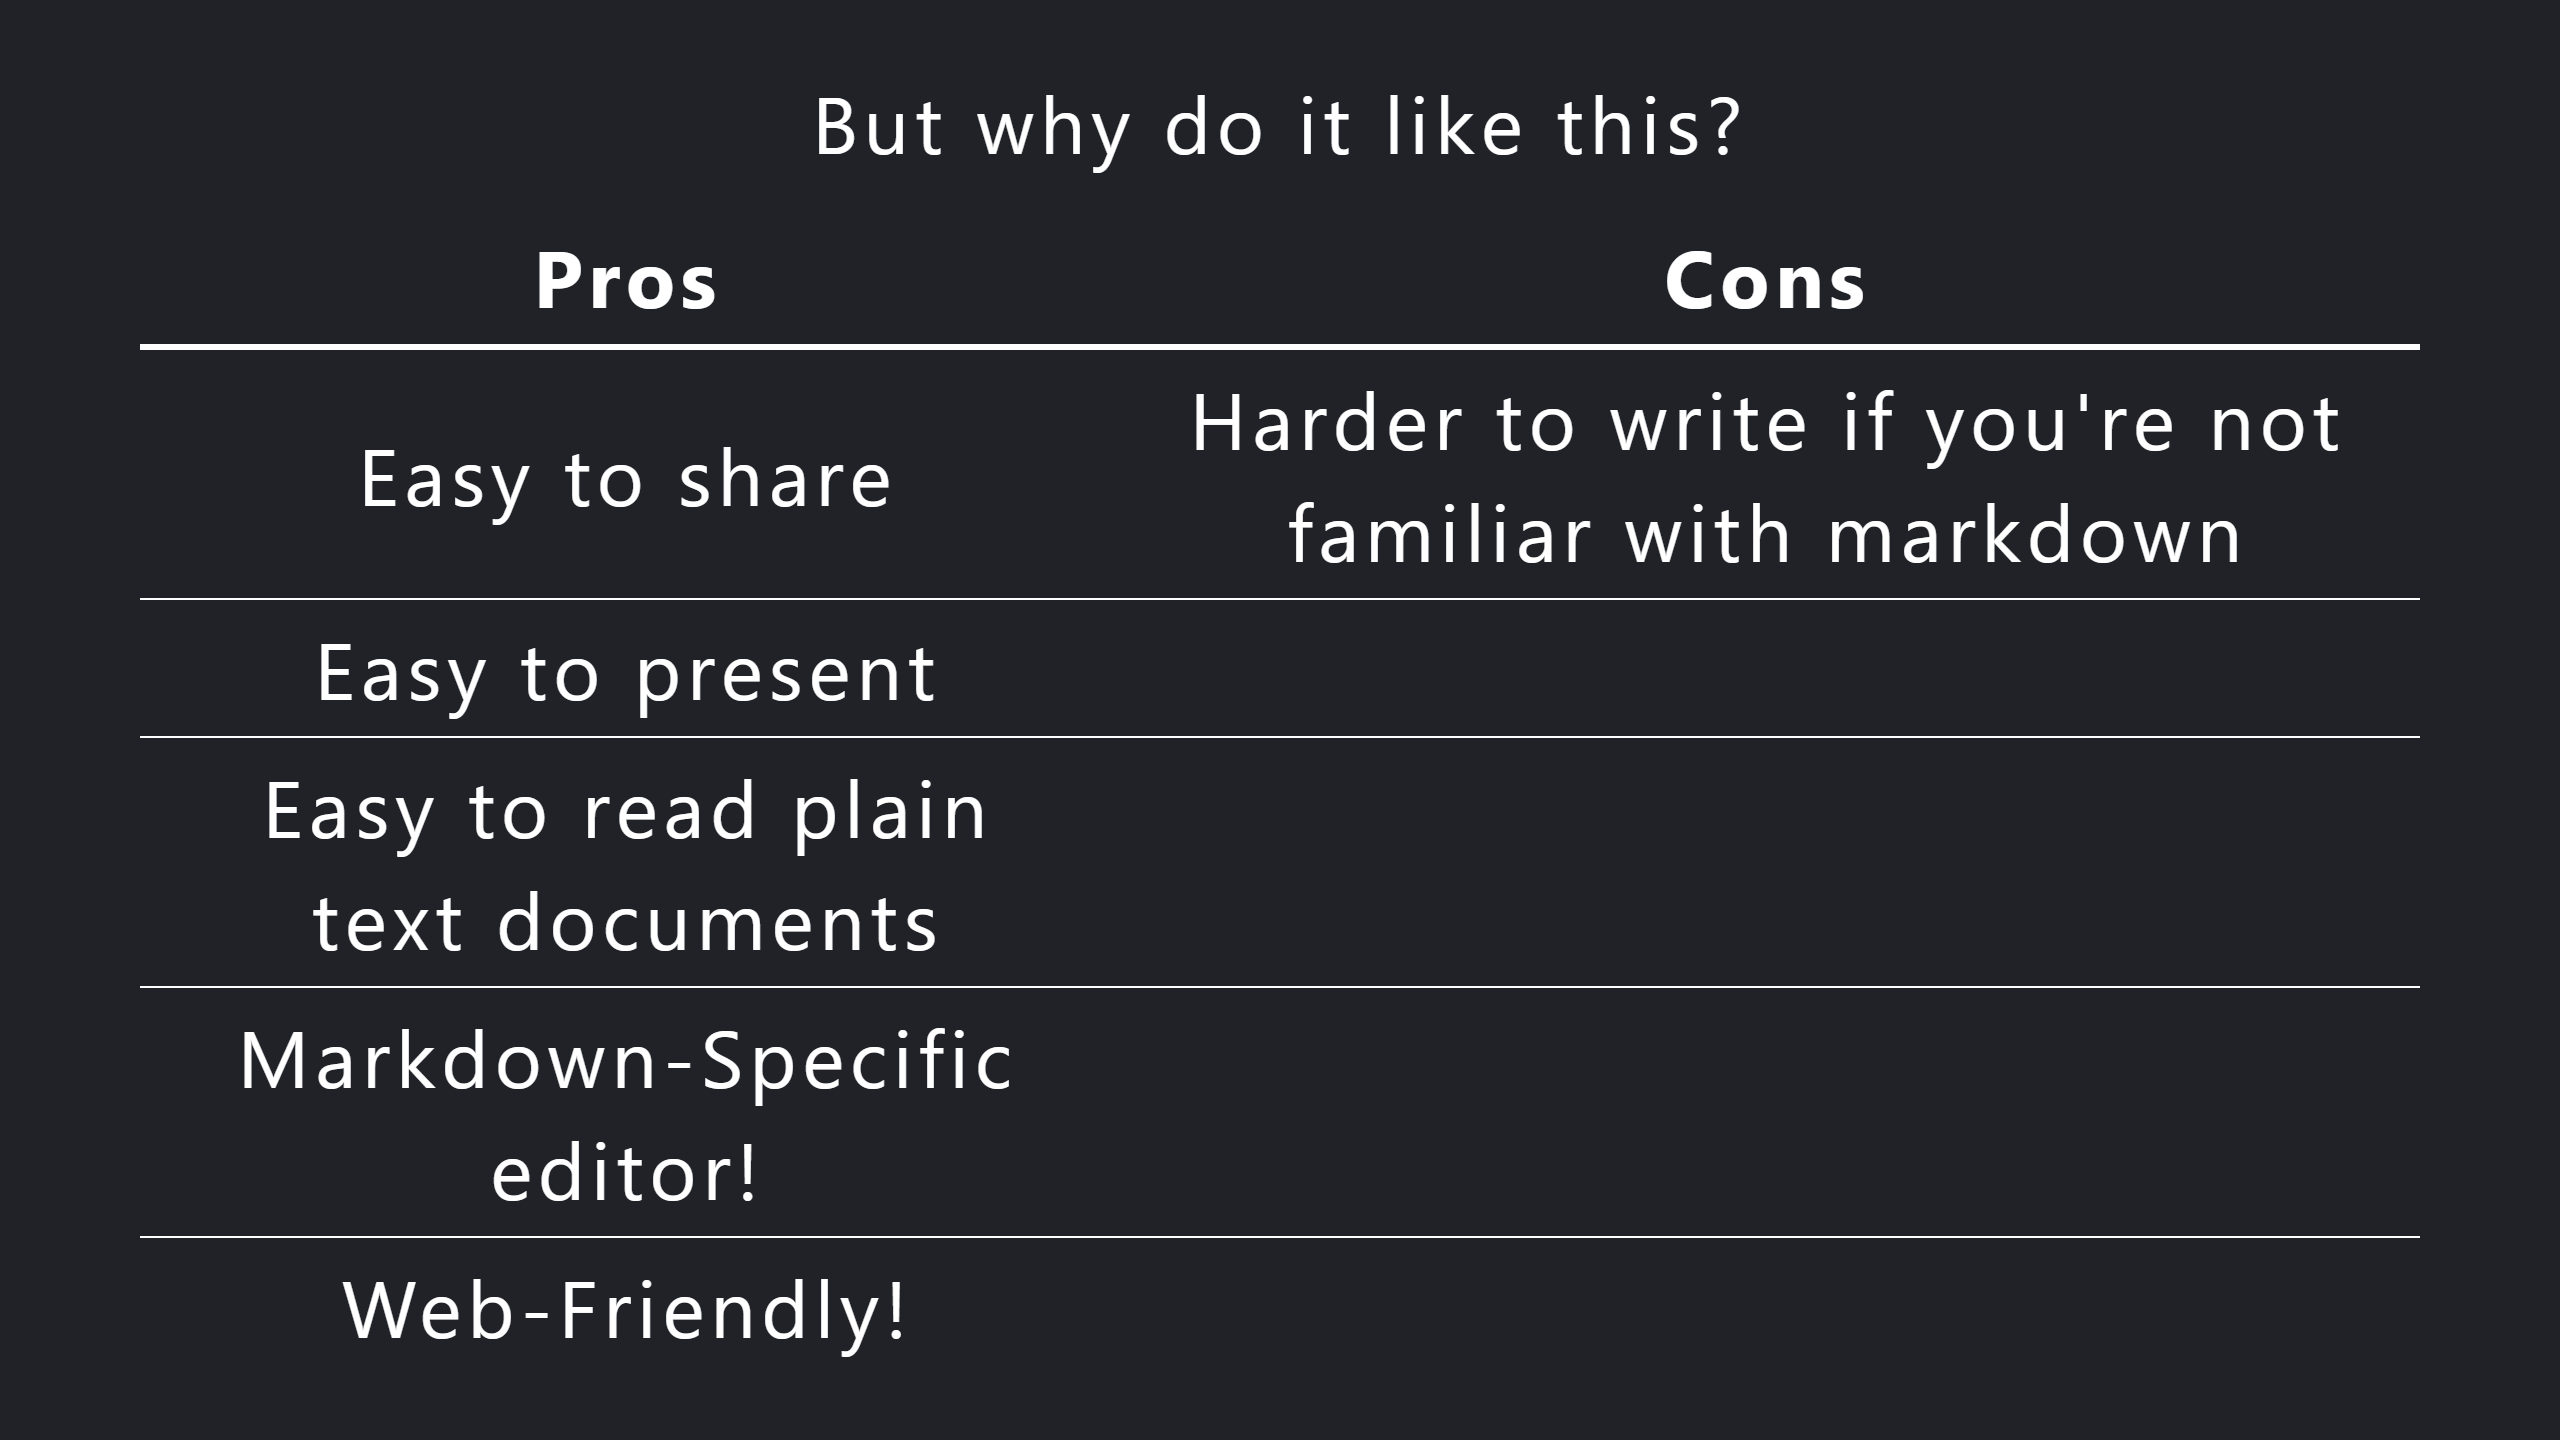 But why do it like this?
Pros
Cons
Easy to share
Harder to write if you're not
familiar with markdown
Easy to present
Easy to read plain
text documents
Markdown-Specific
editor!
Web-Friendly!